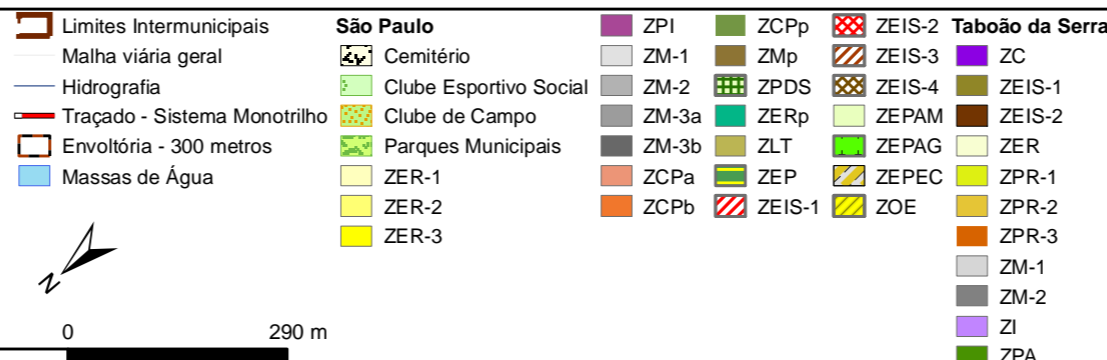 Limites Intermunicipais
Malha viária geral
Hidrografia
Traçado - Sistema Monotrilho
Envoltória - 300 metros
Massas de Água
N
0 290 m
São Paulo
Cemitério
Clube Esportivo Social
Clube de Campo
Parques Municipais
ZER-1
ZER-2
ZER-3
ZPI
ZM-1
ZM-2
ZM-3a
ZM-3b
ZCPa
ZCPb
ZCPp
ZMp
ZPDS
ZERp
ZLT
ZEP
ZEIS-1
ZEIS-2
ZEIS-3
ZEIS-4
ZEPAM
ZEPAG
ZEPEC
ZOE
Taboão da Serra
ZC
ZEIS-1
ZEIS-2
ZER
ZPR-1
ZPR-2
ZPR-3
ZM-1
ZM-2
ZI
ZPA